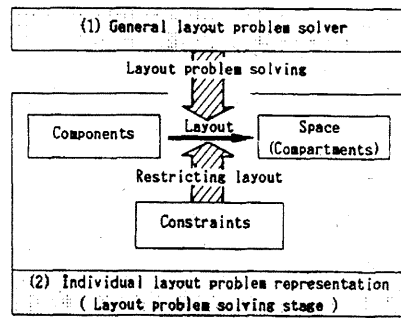 (1) General layout problem solver
Layout problem solving
Components
Layout
Space
(Compartments)
Restricting layout
Constraints
(2) Individual layout problem representation
( Layout problem solving stage )